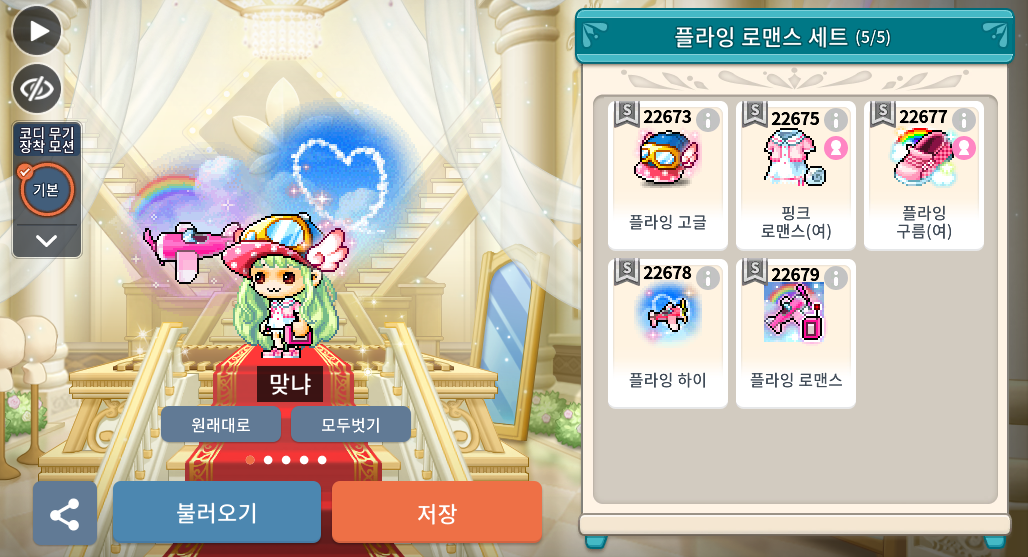 코디 무기
장착 모션
기본
맞냐
원래대로
모두벗기
불러오기
저장
플라잉 로맨스 세트 (5/5)
S
22673
플라잉 고글
S
22675
핑크
로맨스(여)
S
22677
플라잉
구름(여)
S
22678
플라잉 하이
S
22679
플라잉 로맨스